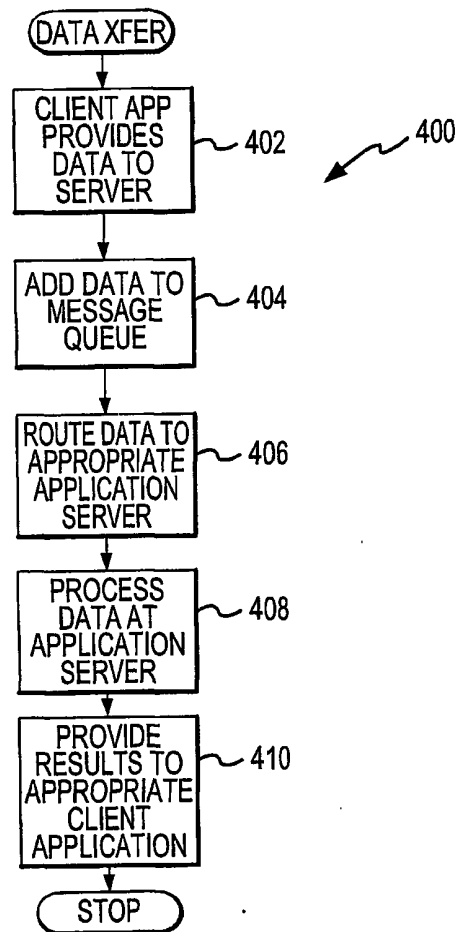 DATA XFER
CLIENT APP
PROVIDES
DATA TO
SERVER
402
400
ADD DATA TO
MESSAGE
QUEUE
404
ROUTE DATA TO
APPROPRIATE
APPLICATION
SERVER
406
PROCESS
DATA AT
APPLICATION
SERVER
408
PROVIDE
RESULTS TO
APPROPRIATE
CLIENT
APPLICATION
410
STOP